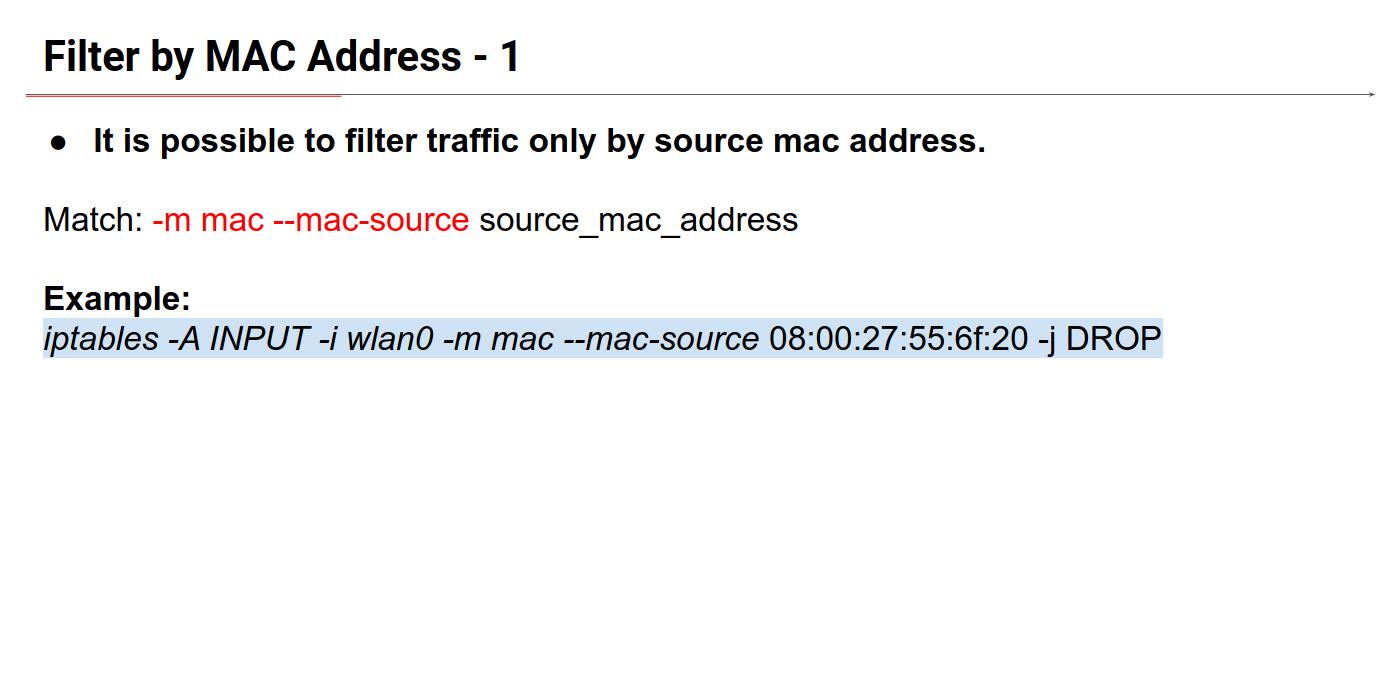 Filter by MAC Address - 1
● It is possible to filter traffic only by source mac address.
Match: -m mac --mac-source source_mac_address
Example:
iptables -A INPUT -i wlan0 -m mac --mac-source 08:00:27:55:6f:20 -j DROP